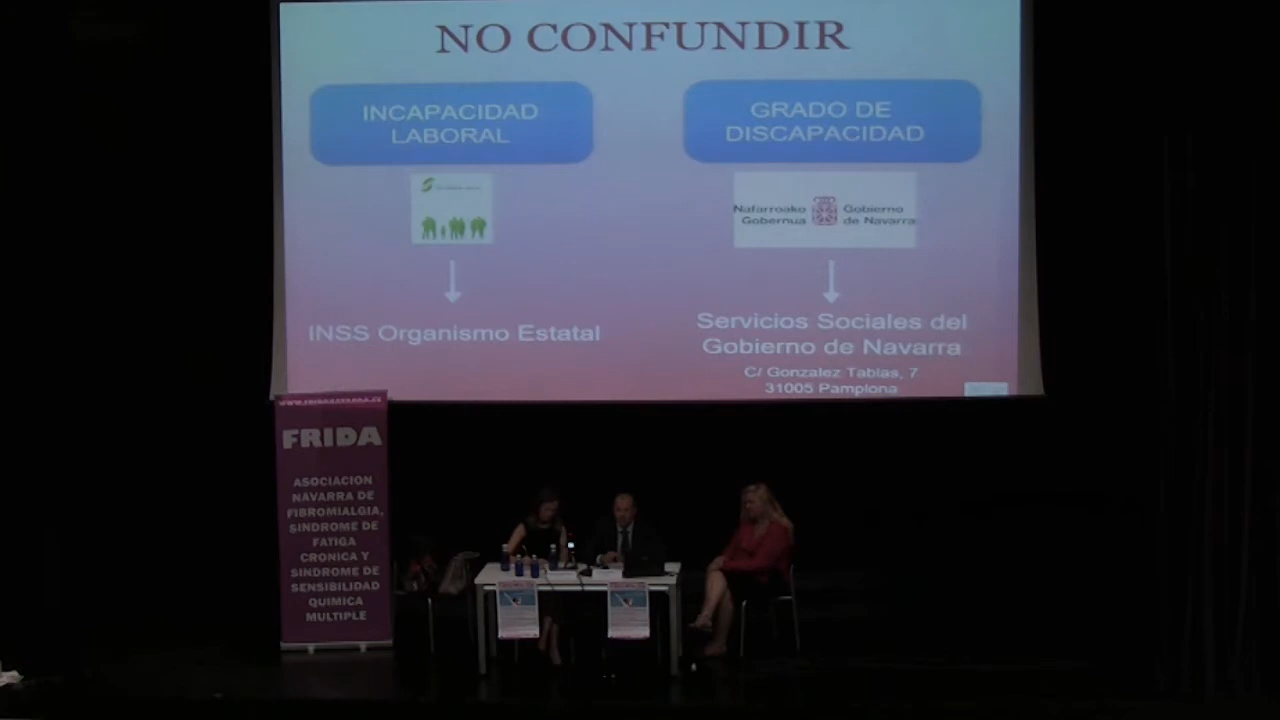 NO CONFUNDIR
INCAPACIDAD
LABORAL
GRADO DE
DISCAPACIDAD
Nafarroako
Gobernua
Gobierno
de Navarra
INSS Organismo Estatal
Servicios Sociales del
Gobierno de Navarra
C/ Gonzalez Tablas, 7
31005 Pamplona
FRIDA
ASOCIACION
NAVARRA DE
FIBROMIALGIA,
SINDROME DE
FATIGA
CRONICA Y
SINDROME DE
SENSIBILIDAD
QUIMICA
MULTIPLE